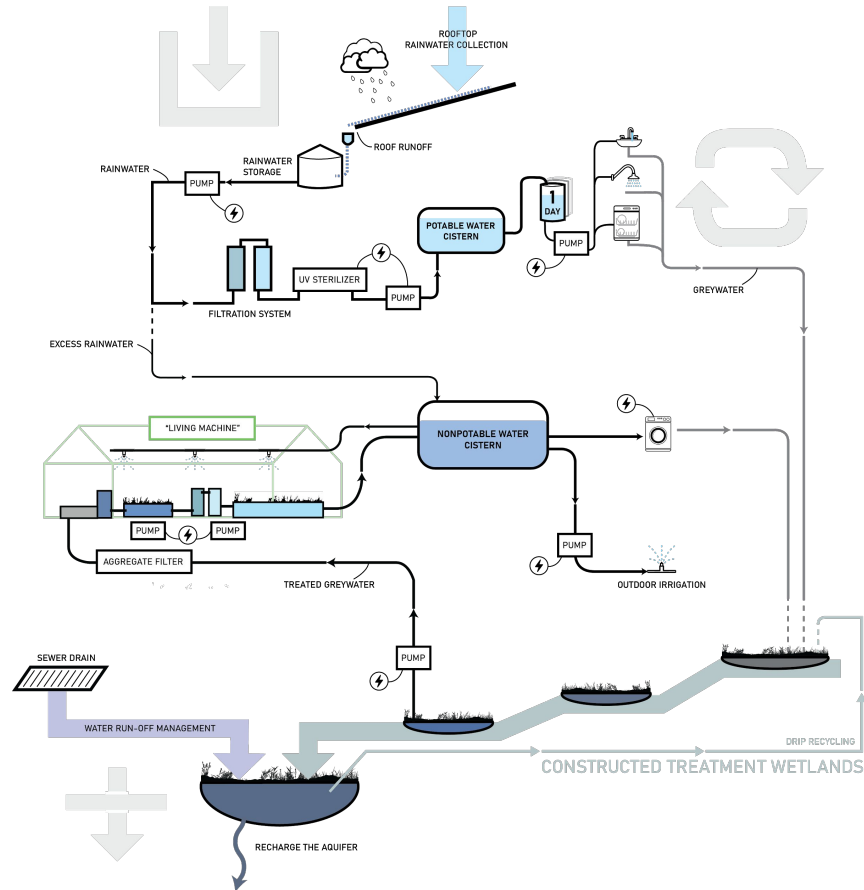 ROOFTOP
RAINWATER COLLECTION
ROOF RUNOFF
RAINWATER
RAINWATER
STORAGE
PUMP
1
DAY
POTABLE WATER
CISTERN
PUMP
UV STERILIZER
PUMP
GREYWATER
FILTRATION SYSTEM
EXCESS RAINWATER
"LIVING MACHINE"
NONPOTABLE WATER
CISTERN
PUMP
PUMP
PUMP
AGGREGATE FILTER
TREATED GREYWATER
OUTDOOR IRRIGATION
PUMP
SEWER DRAIN
WATER RUN-OFF MANAGEMENT
DRIP RECYCLING
CONSTRUCTED TREATMENT WETLANDS
RECHARGE THE AQUIFER